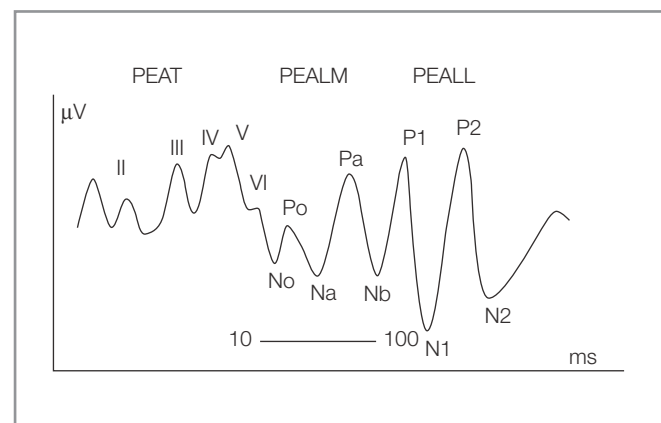 PEAT PEALM PEALL
µV
II III IV V VI
No Po Na Pa Nb
P1 N1 P2 N2
10 100
ms